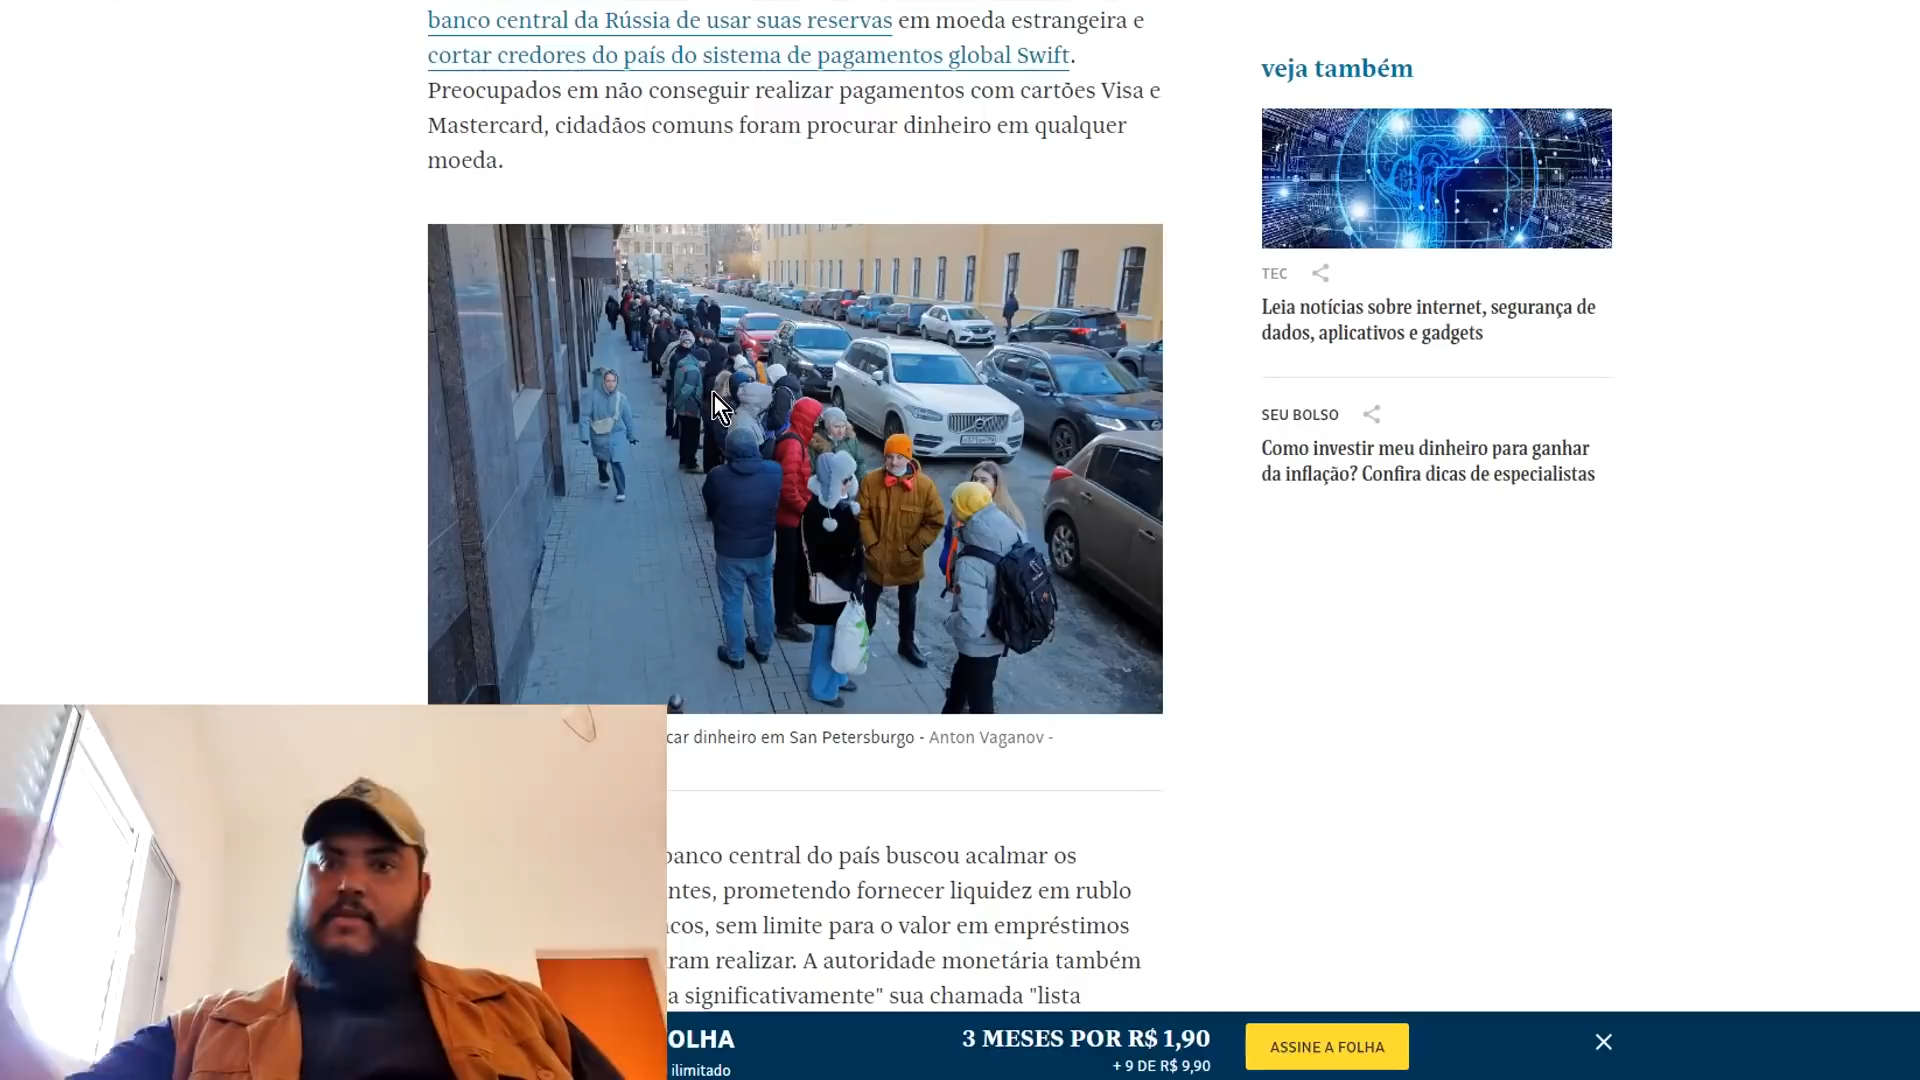 banco central da Rússia de usar suas reservas em moeda estrangeira e
cortar credores do país do sistema de pagamentos global Swift.
Preocupados em não conseguir realizar pagamentos com cartões Visa e
Mastercard, cidadãos comuns foram procurar dinheiro em qualquer
moeda.
car dinheiro em San Petersburgo - Anton Vaganov -
banco central do país buscou acalmar os
ntes, prometendo fornecer liquidez em rublo
cos, sem limite para o valor em empréstimos
ram realizar. A autoridade monetária também
a significativamente" sua chamada "lista
veja também
TEC
Leia notícias sobre internet, segurança de
dados, aplicativos e gadgets
SEU BOLSO
Como investir meu dinheiro para ganhar
da inflação? Confira dicas de especialistas
OLHA
ilimitado
3 MESES POR R$ 1,90
+ 9 DE R$ 9,90
ASSINE A FOLHA